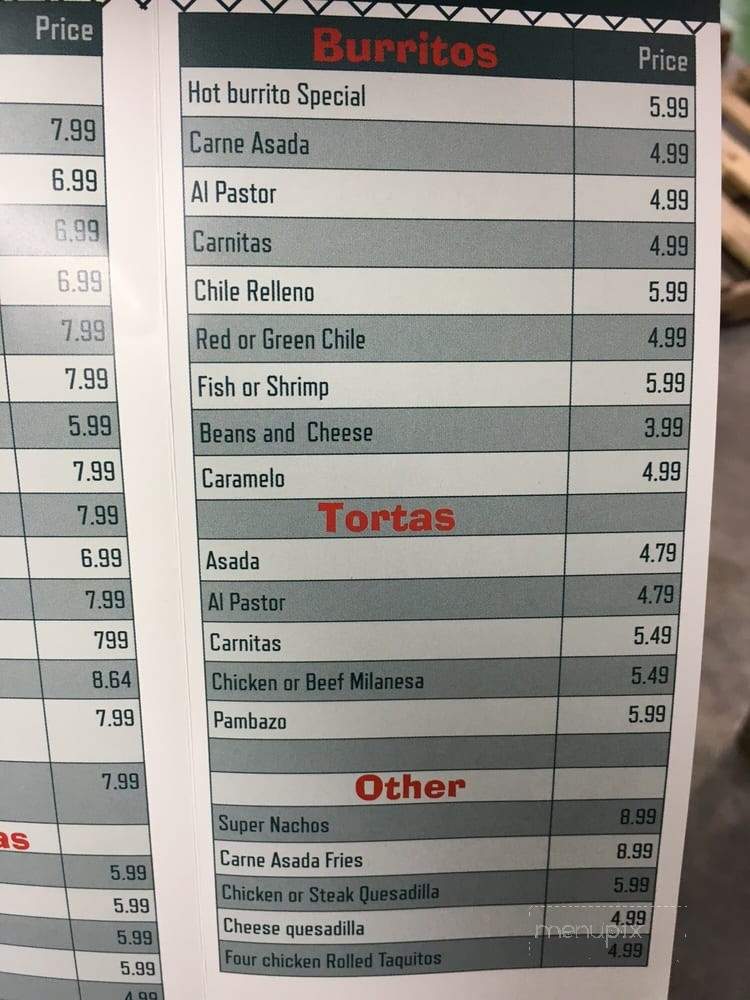 Price
7.99
6.99
6.99
6.99
7.99
7.99
5.99
7.99
7.99
6.99
7.99
799
8.64
7.99
7.99
as
5.99
5.99
5.99
5.99
4.99
Burritos Price
Hot burrito Special 5.99
Carne Asada 4.99
Al Pastor 4.99
Carnitas 4.99
Chile Relleno 5.99
Red or Green Chile 4.99
Fish or Shrimp 5.99
Beans and Cheese 3.99
Caramelo 4.99
Tortas
Asada 4.79
Al Pastor 4.79
Carnitas 5.49
Chicken or Beef Milanesa 5.49
Pambazo 5.99
Other
Super Nachos 8.99
Carne Asada Fries 8.99
Chicken or Steak Quesadilla 5.99
Cheese quesadilla 4.99
Four chicken Rolled Taquitos 4.99
menupix